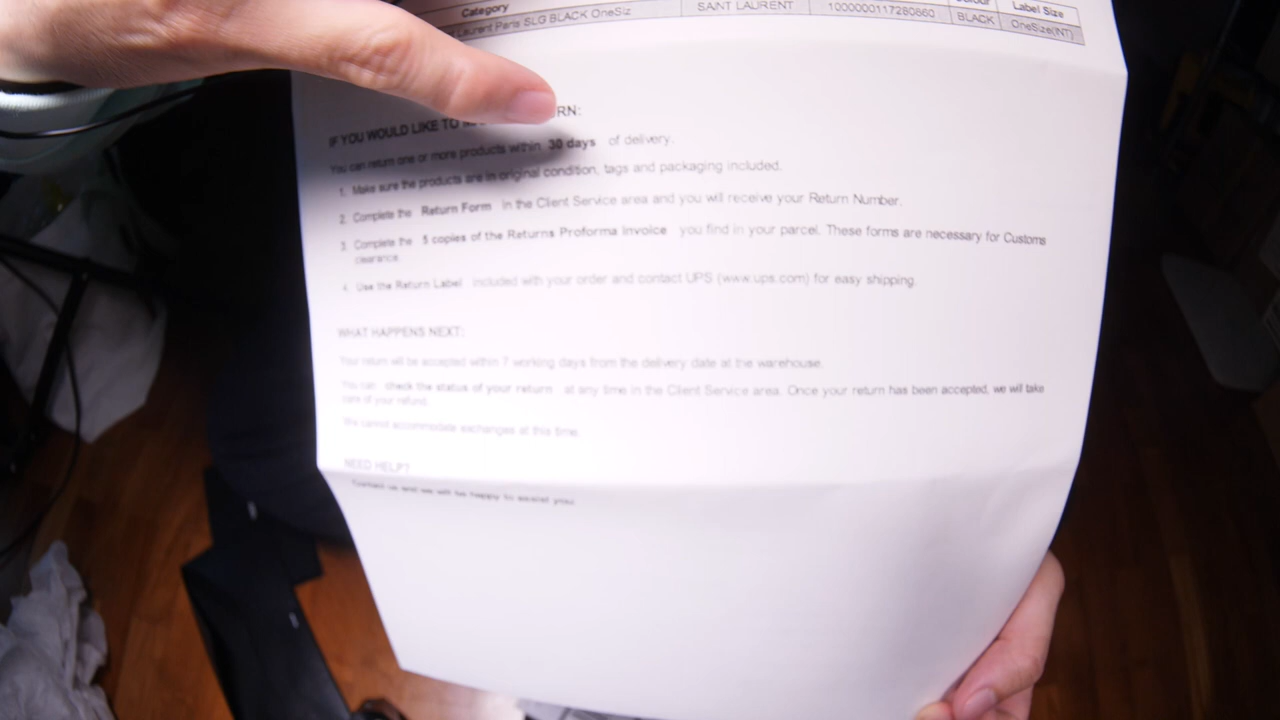 Category SAINT LAURENT 1000000117280660 BLACK OneSize(INT) Label Size
Laurent Paris SLG BLACK OneSiz
IF YOU WOULD LIKE TO RN:
You can return one or more products within 30 days of delivery.
1. Make sure the products are in original condition, tags and packaging included.
2. Complete the Return Form in the Client Service area and you will receive your Return Number.
3. Complete the 5 copies of the Returns Proforma Invoice you find in your parcel. These forms are necessary for Customs
clearance.
4. Use the Return Label included with your order and contact UPS (www.ups.com) for easy shipping.
WHAT HAPPENS NEXT:
Your return will be accepted within 7 working days from the delivery date at the warehouse.
You can check the status of your return at any time in the Client Service area. Once your return has been accepted, we will take
care of your refund.
We cannot accommodate exchanges at this time.
NEED HELP?
Contact us and we will be happy to assist you.